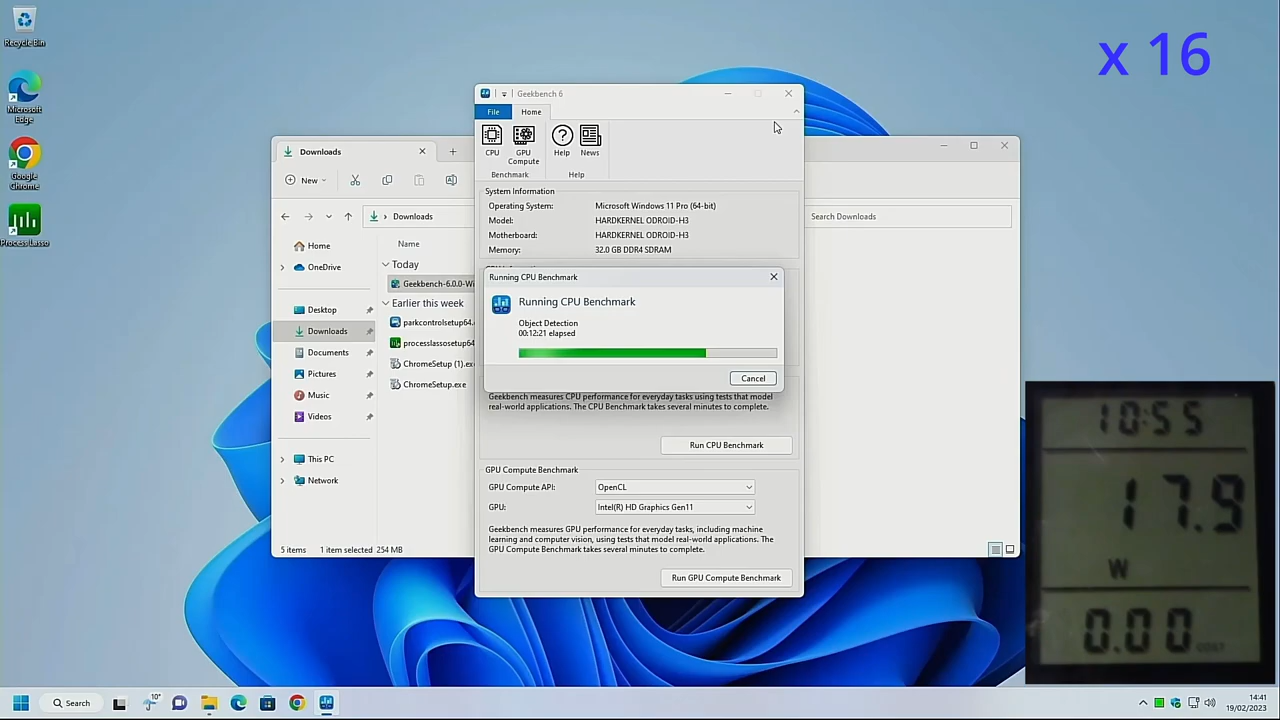 Recycle Bin
Microsoft Edge
Google Chrome
Process Lasso
x 16
Downloads
New
Downloads
Search Downloads
Home
OneDrive
Desktop
Downloads
Documents
Pictures
Music
Videos
This PC
Network
Name
Today
Geekbench-6.0.0-Wi
Earlier this week
parkcontrolsetup64.e
processlassosetup64
ChromeSetup (1).exe
ChromeSetup.exe
5 items 1 item selected 254 MB
Geekbench 6
File Home
CPU GPU Compute Help News
Benchmark Help
System Information
Operating System: Microsoft Windows 11 Pro (64-bit)
Model: HARDKERNEL ODROID-H3
Motherboard: HARDKERNEL ODROID-H3
Memory: 32.0 GB DDR4 SDRAM
Running CPU Benchmark
Running CPU Benchmark
Object Detection
00:12:21 elapsed
Cancel
Geekbench measures CPU performance for everyday tasks using tests that model
real-world applications. The CPU Benchmark takes several minutes to complete.
Run CPU Benchmark
GPU Compute Benchmark
GPU Compute API: OpenCL
GPU: Intel(R) HD Graphics Gen11
Geekbench measures GPU performance for everyday tasks, including machine
learning and computer vision, using tests that model real-world applications. The
GPU Compute Benchmark takes several minutes to complete.
Run GPU Compute Benchmark
10:55
17.9
W
0.00
COST
Search
10°
14:41
19/02/2023